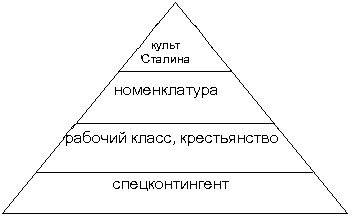 культ
Сталина
номенклатура
рабочий класс, крестьянство
спецконтингент